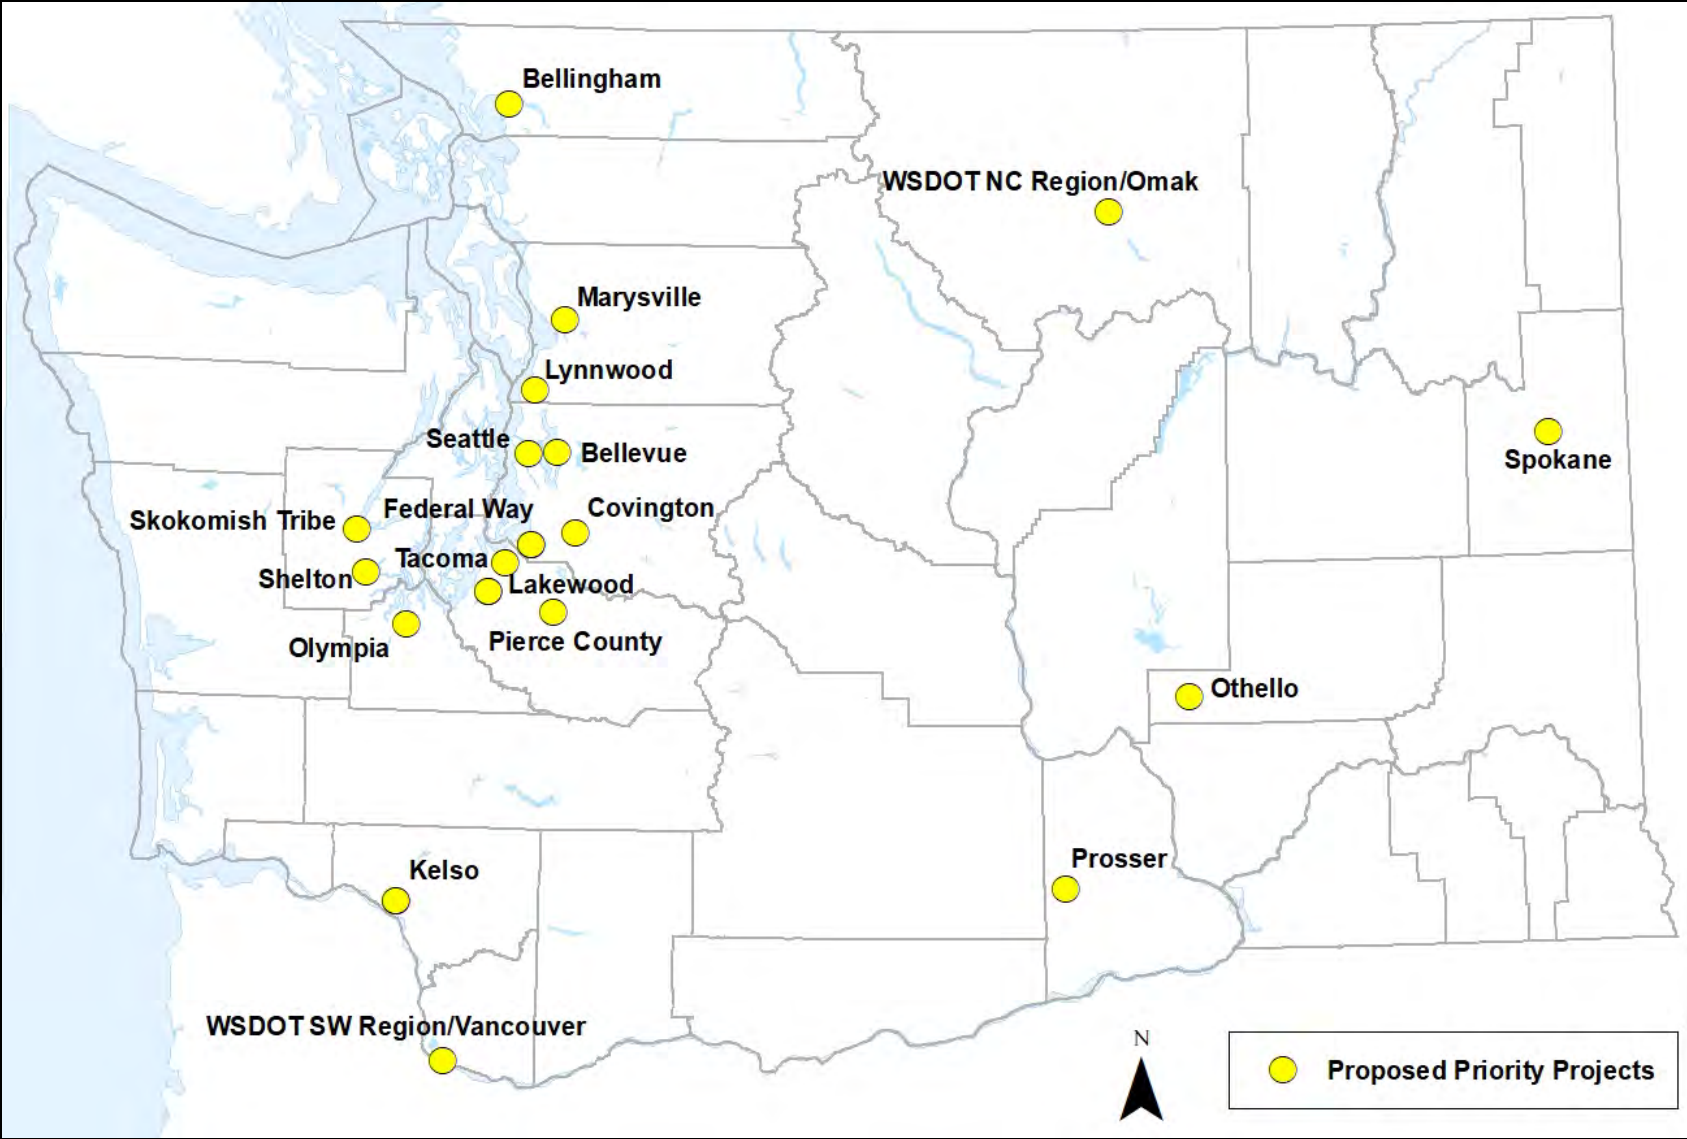 Bellingham
WSDOT NC Region/Omak
Marysville
Lynnwood
Seattle
Bellevue
Spokane
Skokomish Tribe
Federal Way
Covington
Shelton
Tacoma
Lakewood
Olympia
Pierce County
Othello
Kelso
Prosser
WSDOT SW Region/Vancouver
N
Proposed Priority Projects